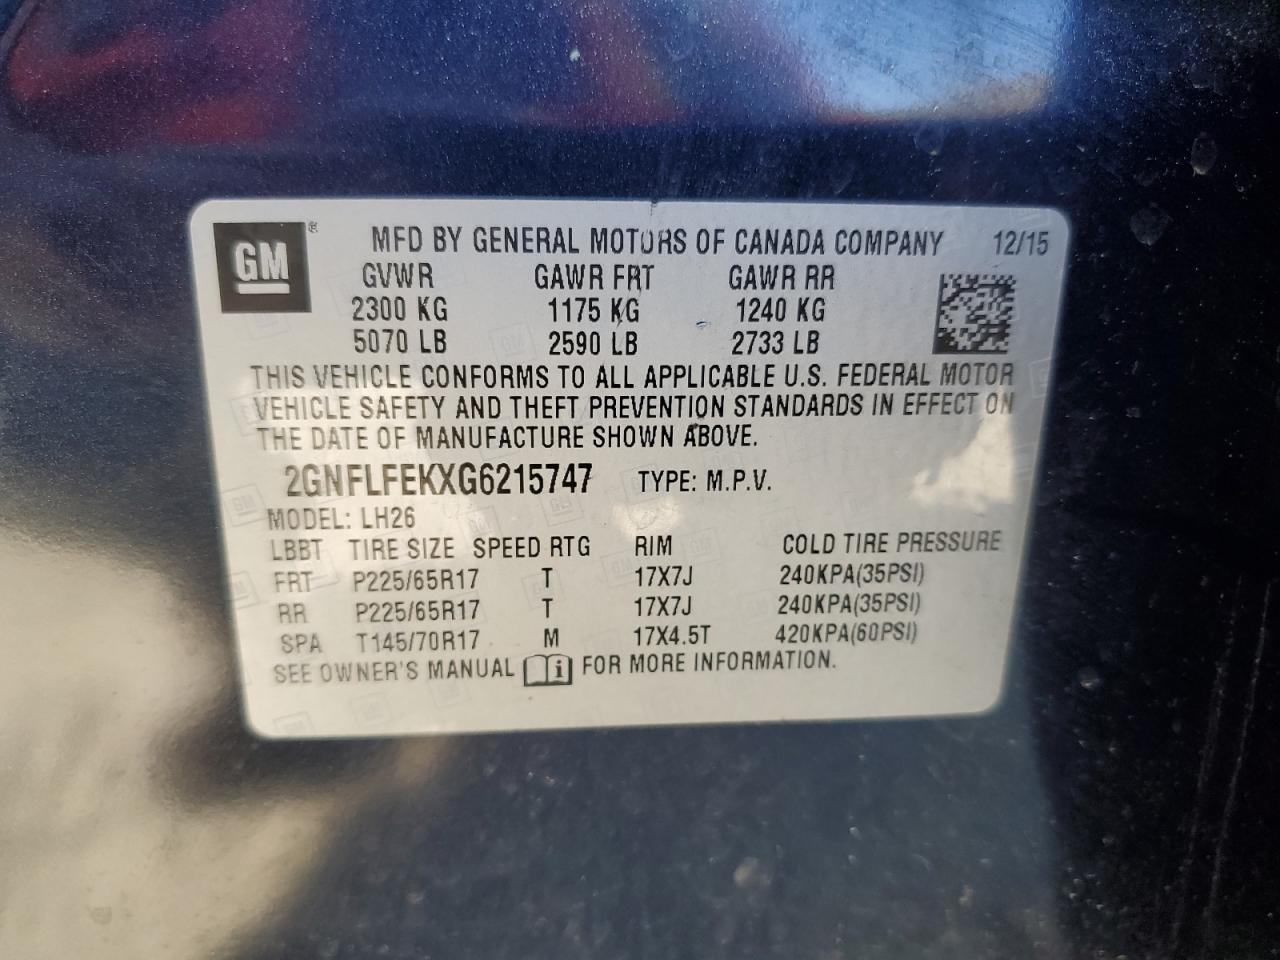 GM ® MFD BY GENERAL MOTORS OF CANADA COMPANY 12/15
GVWR GAWR FRT GAWR RR
2300 KG 1175 KG 1240 KG
5070 LB 2590 LB 2733 LB
THIS VEHICLE CONFORMS TO ALL APPLICABLE U.S. FEDERAL MOTOR
VEHICLE SAFETY AND THEFT PREVENTION STANDARDS IN EFFECT ON
THE DATE OF MANUFACTURE SHOWN ABOVE.
2GNFLFEKXG6215747 TYPE: M.P.V.
MODEL: LH26
LBBT TIRE SIZE SPEED RTG RIM COLD TIRE PRESSURE
FRT P225/65R17 T 17X7J 240KPA(35PSI)
RR P225/65R17 T 17X7J 240KPA(35PSI)
SPA T145/70R17 M 17X4.5T 420KPA(60PSI)
SEE OWNER'S MANUAL i FOR MORE INFORMATION.